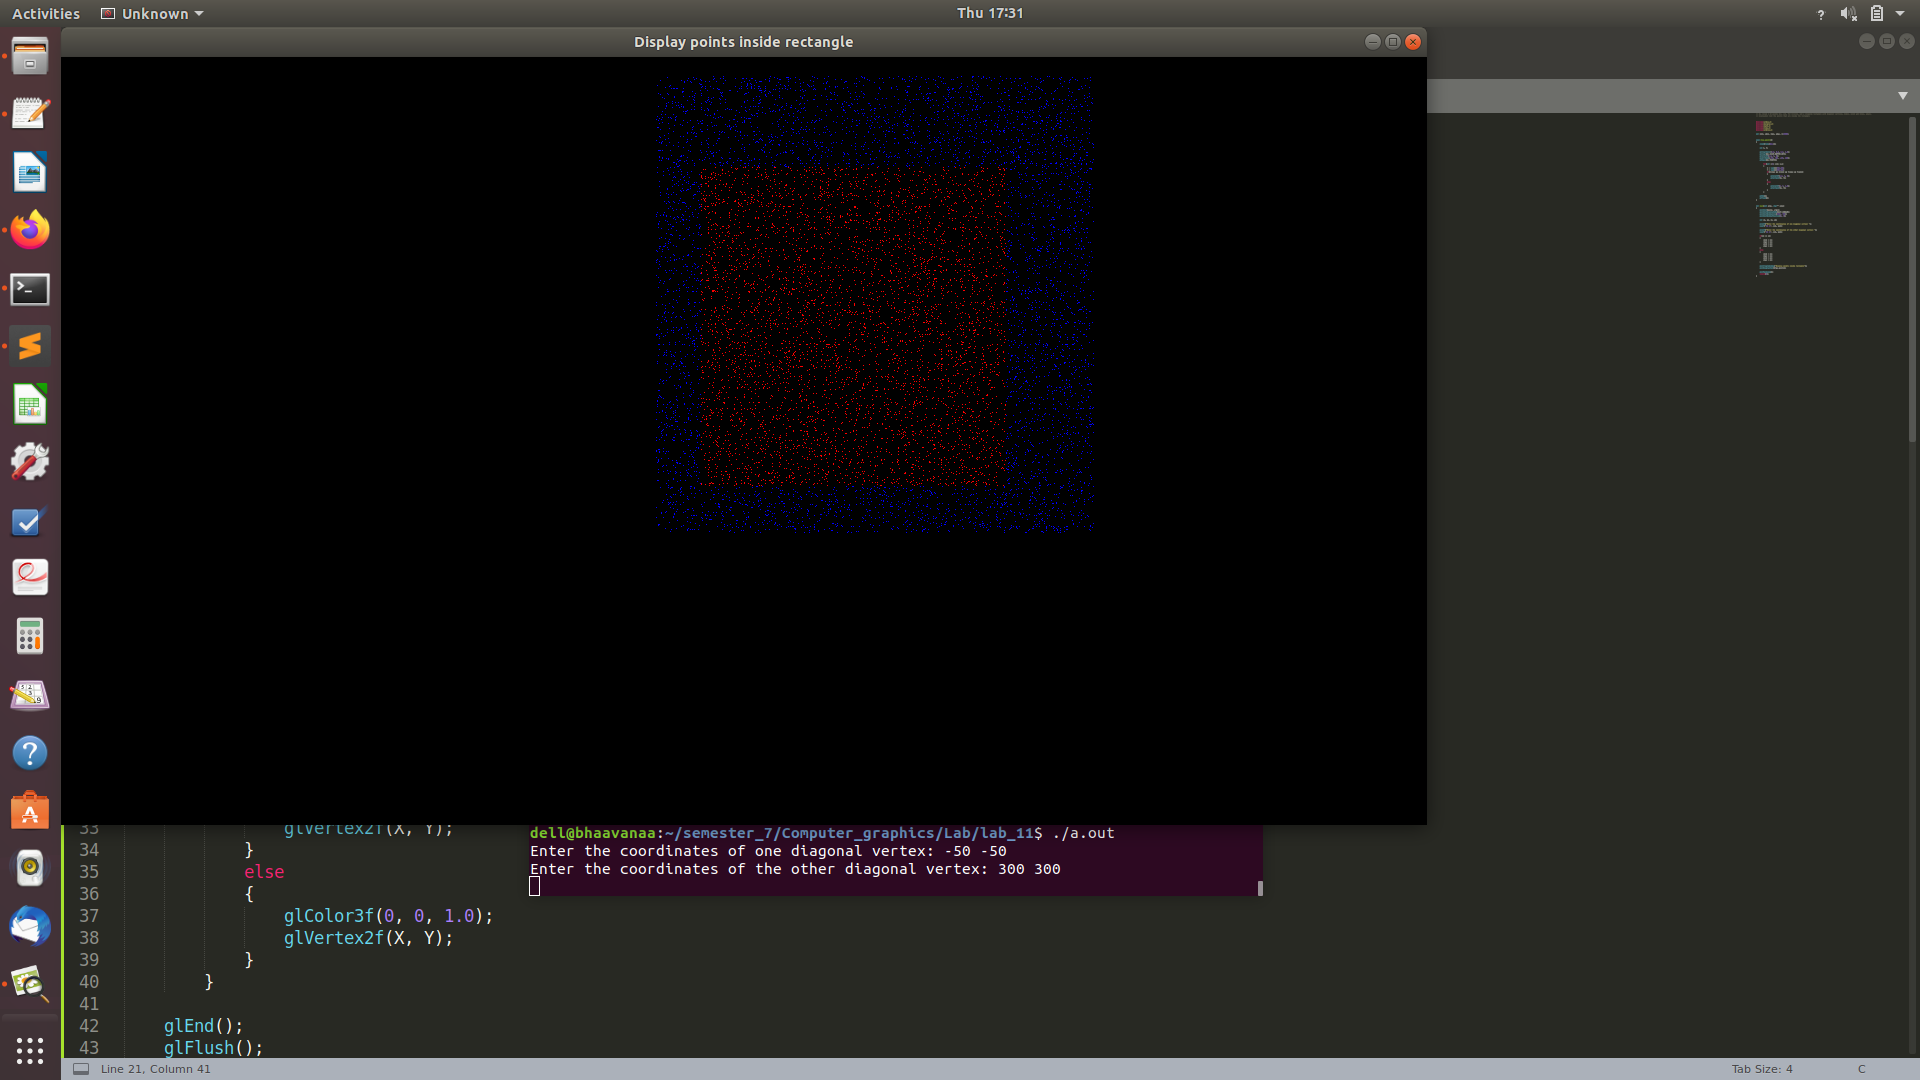 Activities
Unknown
Thu 17:31
Display points inside rectangle
33 glVertex2f(X, Y);
34 }
35 else
36 {
37 glColor3f(0, 0, 1.0);
38 glVertex2f(X, Y);
39 }
40 }
41
42 glEnd();
43 glFlush();
dell@bhaavanaa:~/semester_7/Computer_graphics/Lab/lab_11$ ./a.out
Enter the coordinates of one diagonal vertex: -50 -50
Enter the coordinates of the other diagonal vertex: 300 300
Line 21, Column 41
Tab Size: 4
C